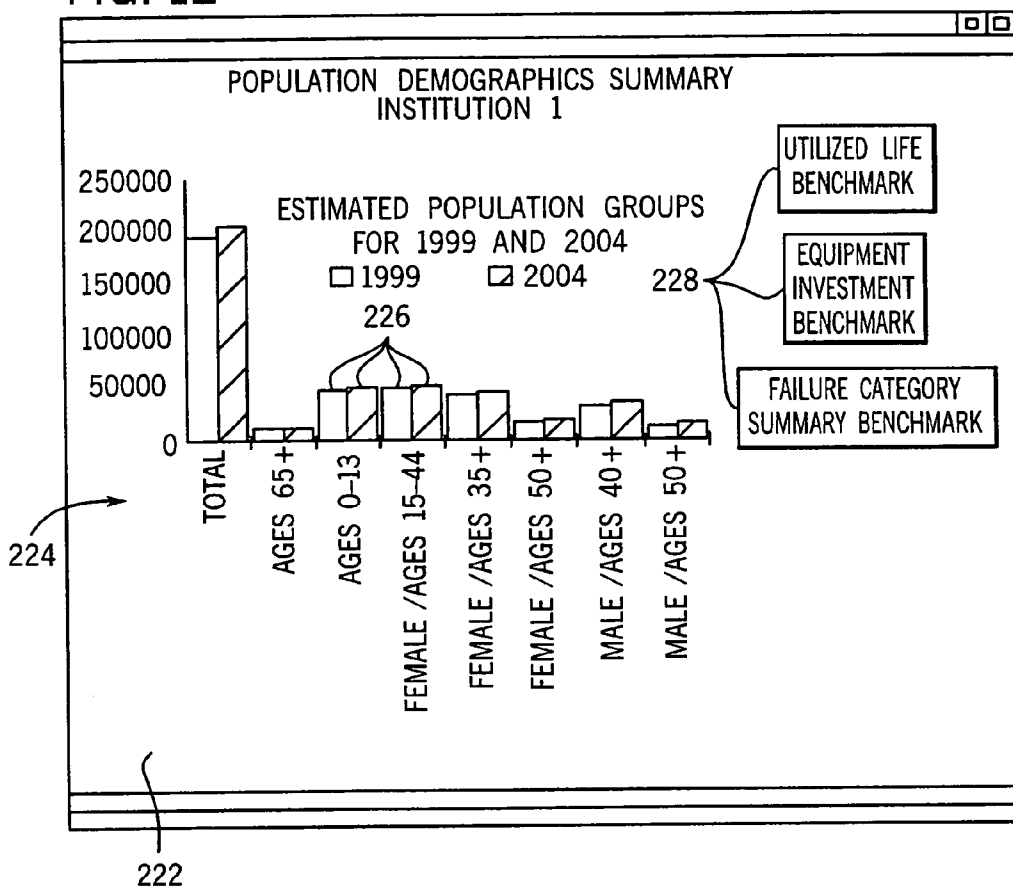 FIG. 12
POPULATION DEMOGRAPHICS SUMMARY
INSTITUTION 1
UTILIZED LIFE
BENCHMARK
EQUIPMENT
INVESTMENT
BENCHMARK
FAILURE CATEGORY
SUMMARY BENCHMARK
228
ESTIMATED POPULATION GROUPS
FOR 1999 AND 2004
1999
2004
226
250000
200000
150000
100000
50000
0
TOTAL
AGES 65+
AGES 0-13
FEMALE /AGES 15-44
FEMALE /AGES 35+
FEMALE /AGES 50+
MALE /AGES 40+
MALE /AGES 50+
224
222